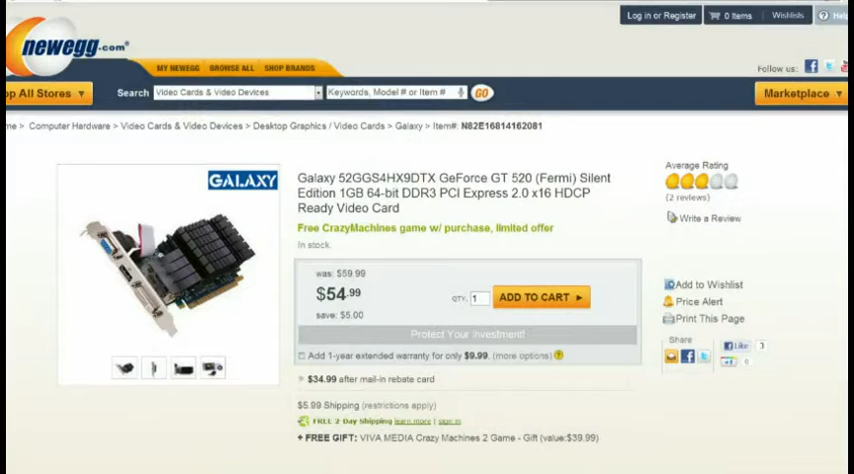 Log in or Register
0 Items
Wishlists
Help
newegg.com
MY NEWEGG BROWSE ALL SHOP BRANDS
Follow us:
op All Stores
Search Video Cards & Video Devices Keywords, Model # or Item # GO
Marketplace
me > Computer Hardware > Video Cards & Video Devices > Desktop Graphics / Video Cards > Galaxy > Item#: N82E16814162081
GALAXY
Galaxy 52GGS4HX9DTX GeForce GT 520 (Fermi) Silent
Edition 1GB 64-bit DDR3 PCI Express 2.0 x16 HDCP
Ready Video Card
Free CrazyMachines game w/ purchase, limited offer
In stock.
Average Rating
(2 reviews)
Write a Review
was: $59.99
$54.99
save: $5.00
QTY. 1 ADD TO CART
Protect Your Investment!
Add 1-year extended warranty for only $9.99. (more options) ?
Add to Wishlist
Price Alert
Print This Page
Share
Like 3
+1 0
$34.99 after mail-in rebate card
$5.99 Shipping (restrictions apply)
FREE 2-Day Shipping learn more | sign in
+ FREE GIFT: VIVA MEDIA Crazy Machines 2 Game - Gift (value:$39.99)